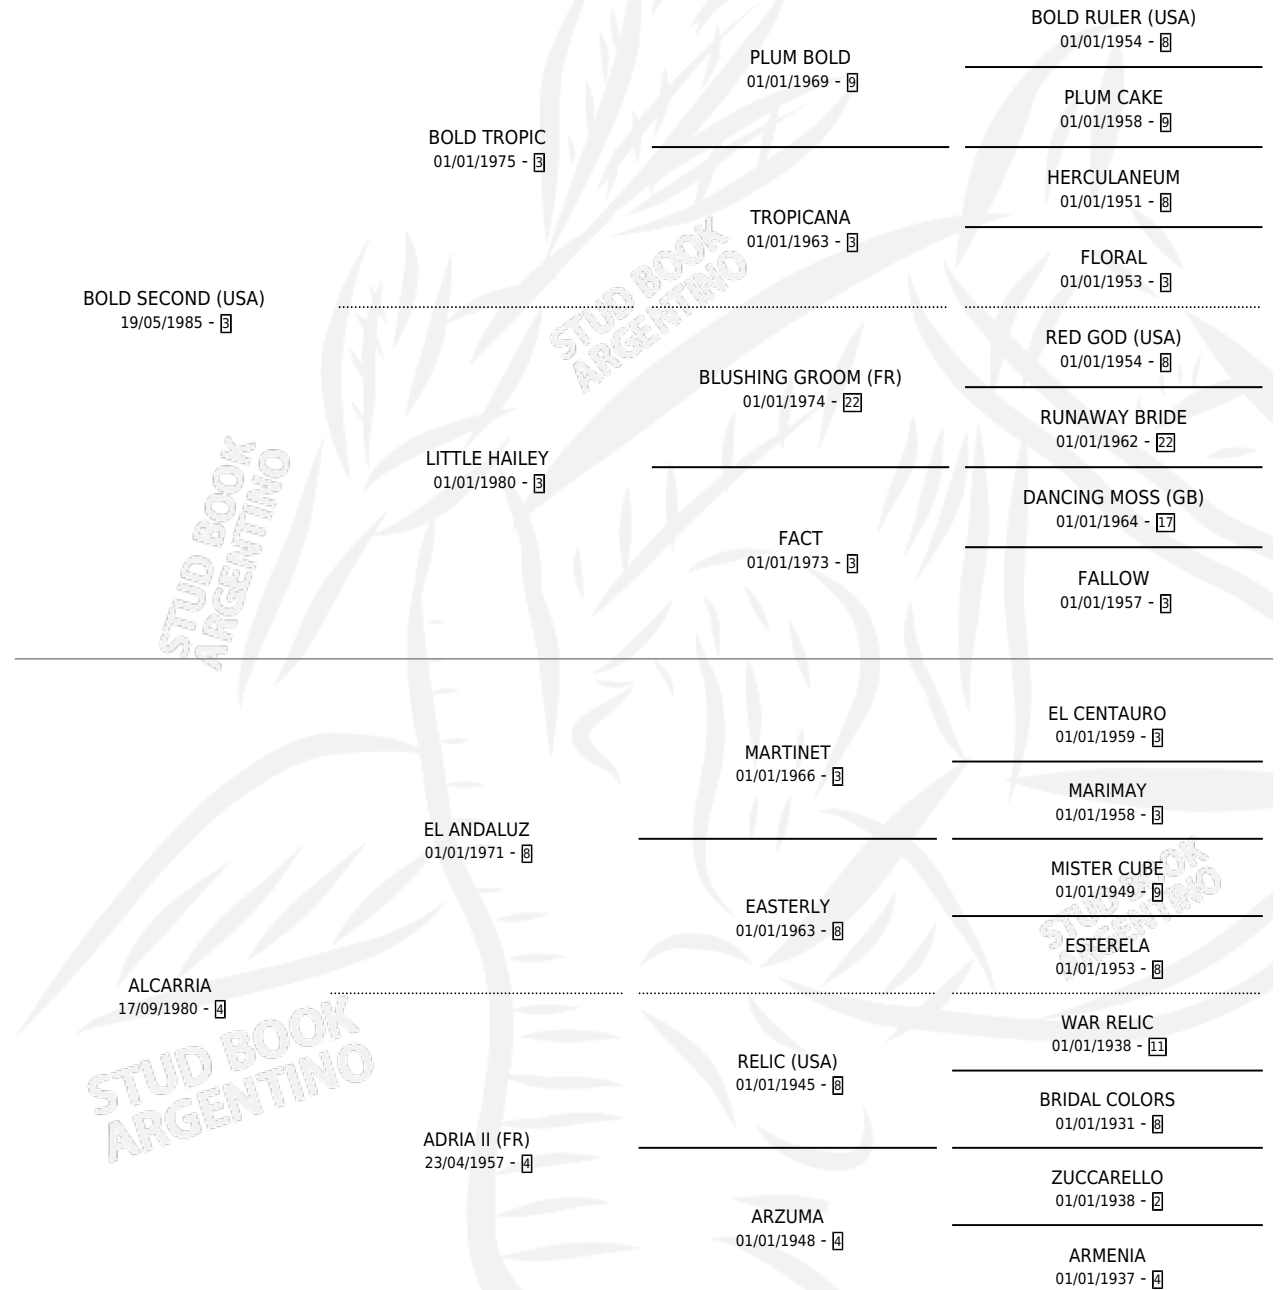 BOLD RULER (USA)
01/01/1954 - 8
PLUM BOLD
01/01/1969 - 9
PLUM CAKE
01/01/1958 - 9
BOLD TROPIC
01/01/1975 - 3
HERCULANEUM
01/01/1951 - 8
TROPICANA
01/01/1963 - 3
FLORAL
01/01/1953 - 3
BOLD SECOND (USA)
19/05/1985 - 3
RED GOD (USA)
01/01/1954 - 8
BLUSHING GROOM (FR)
01/01/1974 - 22
RUNAWAY BRIDE
01/01/1962 - 22
LITTLE HAILEY
01/01/1980 - 3
DANCING MOSS (GB)
01/01/1964 - 17
FACT
01/01/1973 - 3
FALLOW
01/01/1957 - 3
STUD BOOK
ARGENTINO
STUD BOOK
ARGENTINO
EL CENTAURO
01/01/1959 - 3
MARTINET
01/01/1966 - 3
MARIMAY
01/01/1958 - 3
EL ANDALUZ
01/01/1971 - 8
MISTER CUBE
01/01/1949 - 9
EASTERLY
01/01/1963 - 8
ESTERELA
01/01/1953 - 8
ALCARRIA
17/09/1980 - 4
WAR RELIC
01/01/1938 - 11
RELIC (USA)
01/01/1945 - 8
BRIDAL COLORS
01/01/1931 - 8
ADRIA II (FR)
23/04/1957 - 4
ZUCCARELLO
01/01/1938 - 2
ARZUMA
01/01/1948 - 4
ARMENIA
01/01/1937 - 4
STUD BOOK
ARGENTINO
STUD BOOK
ARGENTINO